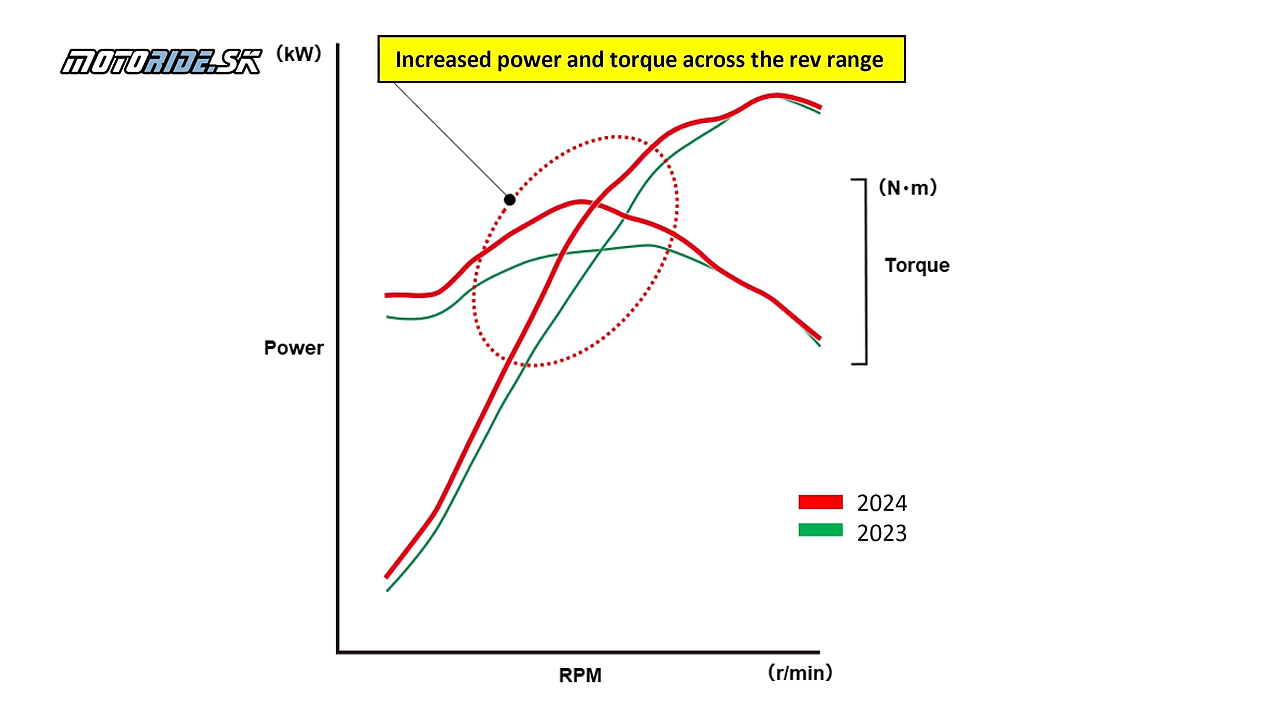 MOTORIDE.SK
(kW)
Increased power and torque across the rev range
(N·m)
Torque
Power
2024
2023
RPM
(r/min)